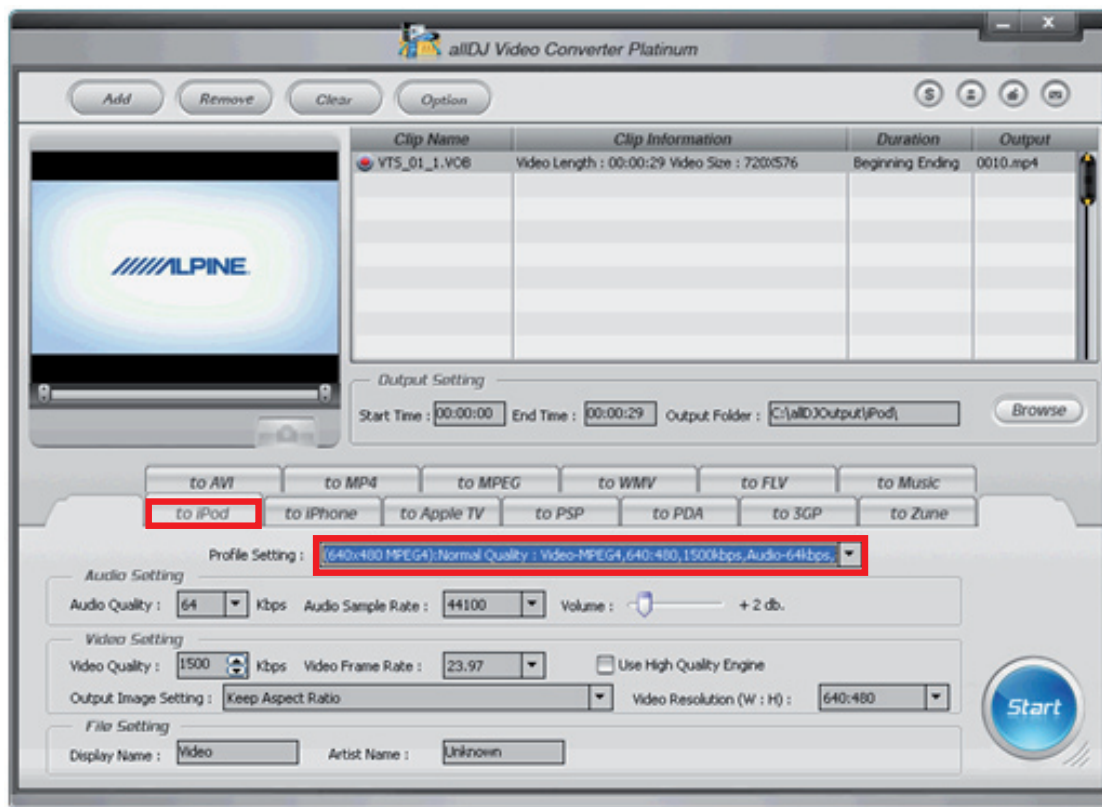 allDJ Video Converter Platinum
Add Remove Clear Option
Clip Name Clip Information Duration Output
VTS_01_1.VOB Video Length : 00:00:29 Video Size : 720X576 Beginning Ending 0010.mp4
ALPINE
Output Setting
Start Time : 00:00:00 End Time : 00:00:29 Output Folder : C:\allDJOutput\iPod\ Browse
to AVI to MP4 to MPEG to WMV to FLV to Music
to iPod to iPhone to Apple TV to PSP to PDA to 3GP to Zune
Profile Setting : (640x480 MPEG4):Normal Quality : Video-MPEG4,640:480,1500kbps,Audio-64kbps,
Audio Setting
Audio Quality : 64 Kbps Audio Sample Rate : 44100 Volume : + 2 db.
Video Setting
Video Quality : 1500 Kbps Video Frame Rate : 23.97 Use High Quality Engine
Output Image Setting : Keep Aspect Ratio Video Resolution (W : H) : 640:480
Start
File Setting
Display Name : Video Artist Name : Unknown